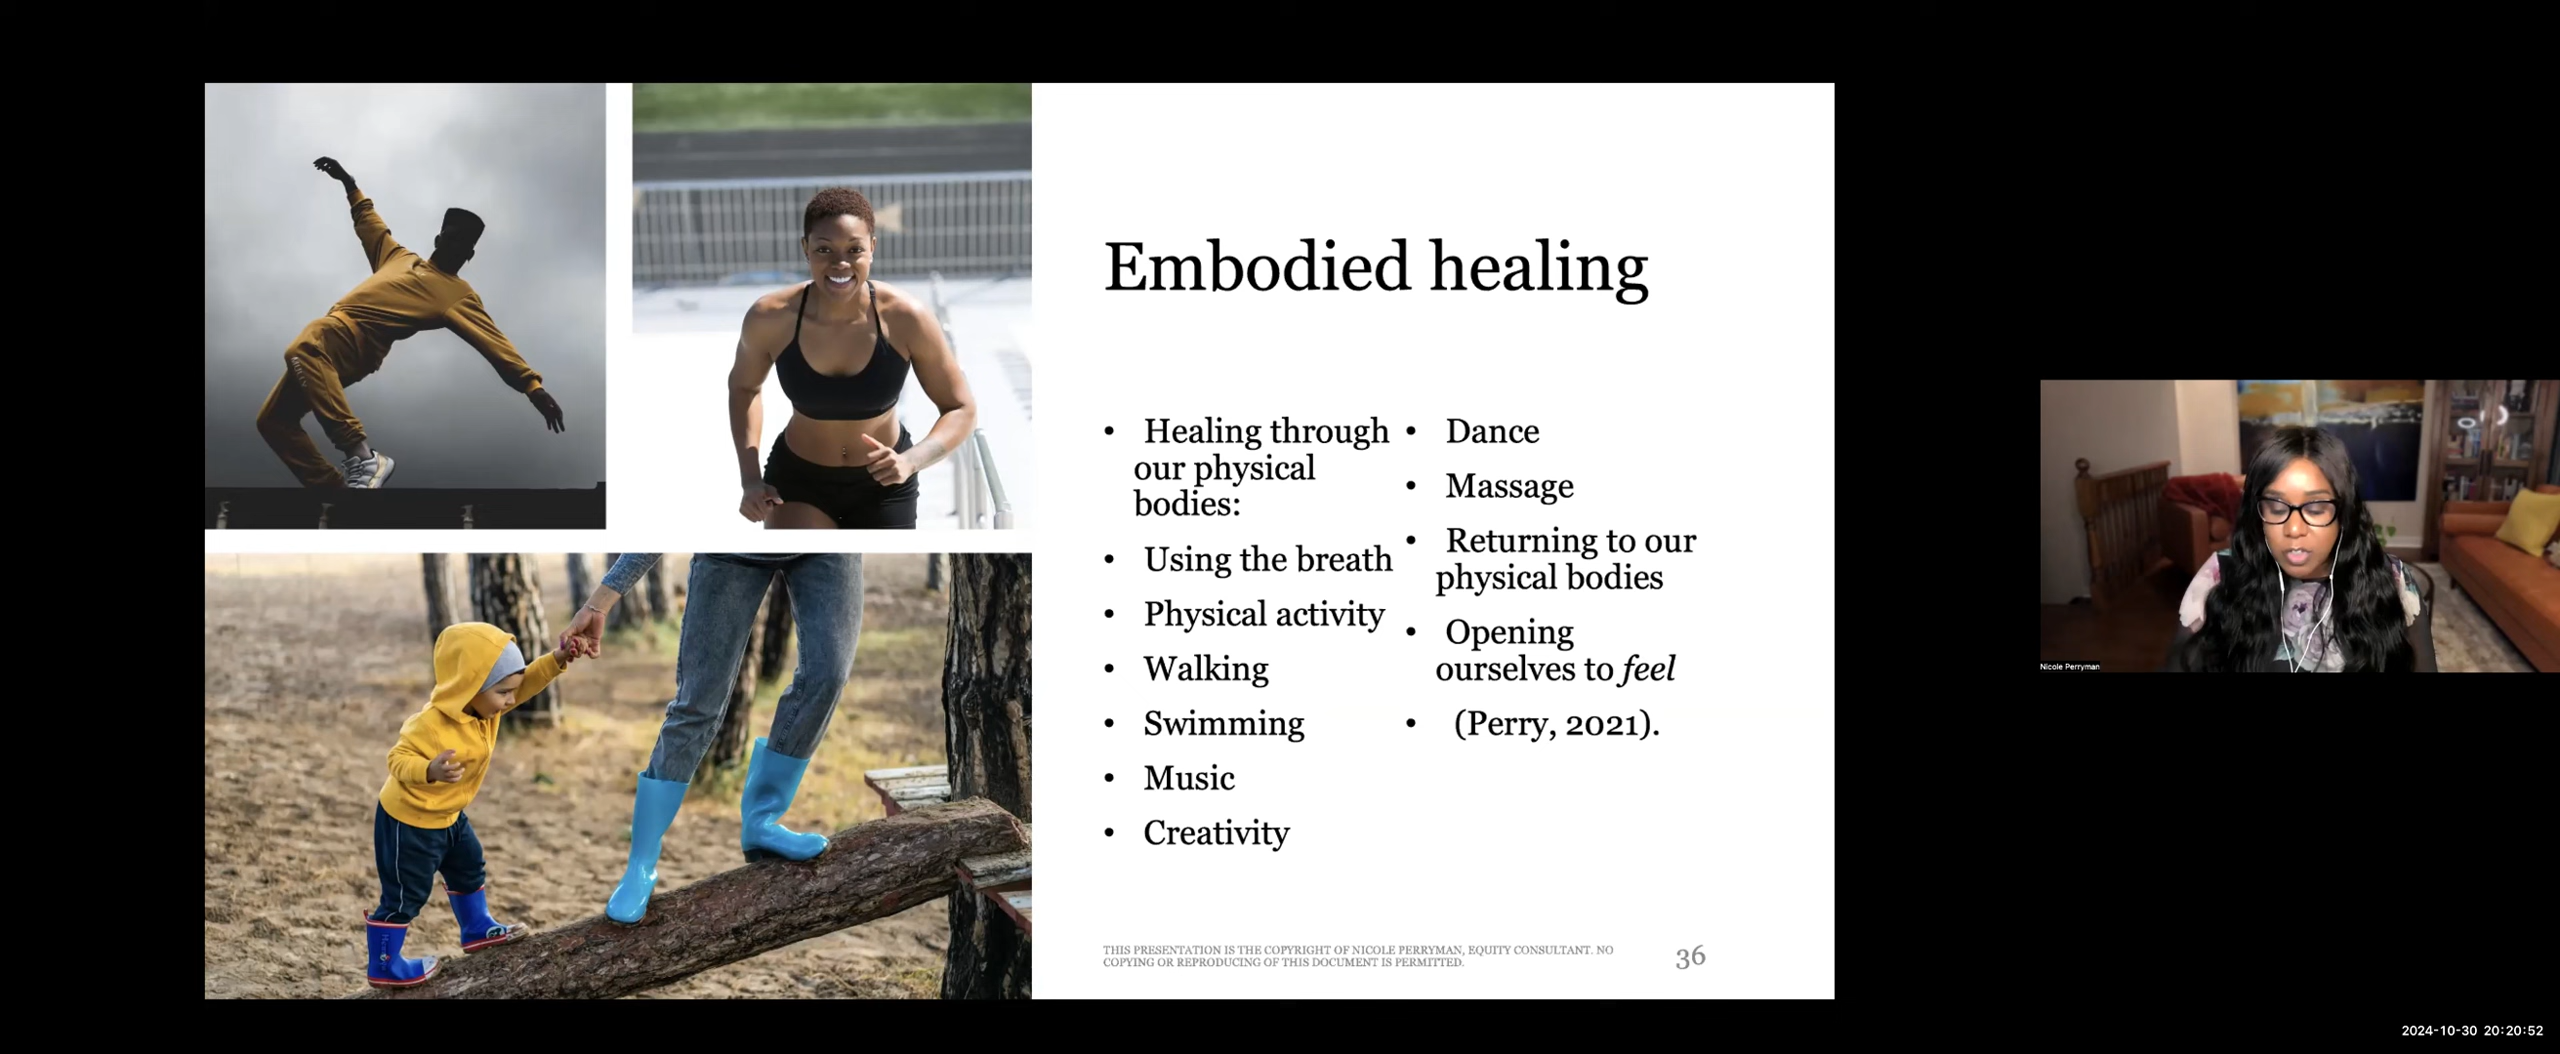 Embodied healing
• Healing through
our physical
bodies:
• Using the breath
• Physical activity
• Walking
• Swimming
• Music
• Creativity
• Dance
• Massage
• Returning to our
physical bodies
• Opening
ourselves to feel
• (Perry, 2021).
THIS PRESENTATION IS THE COPYRIGHT OF NICOLE PERRYMAN, EQUITY CONSULTANT. NO
COPYING OR REPRODUCING OF THIS DOCUMENT IS PERMITTED.
36
Nicole Perryman
2024-10-30 20:20:52